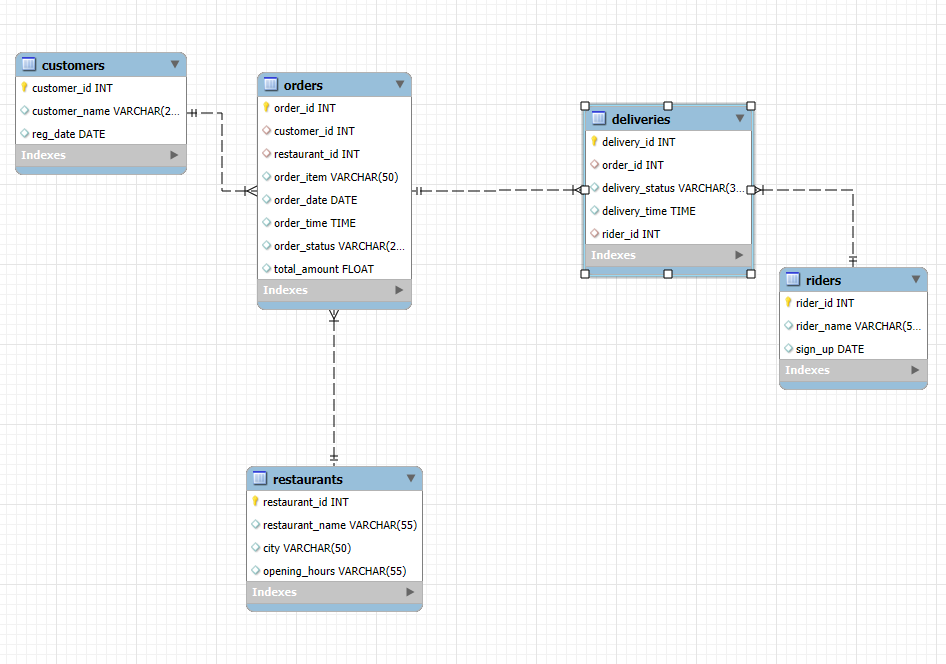 customers
customer_id INT
customer_name VARCHAR(2...
reg_date DATE
Indexes
orders
order_id INT
customer_id INT
restaurant_id INT
order_item VARCHAR(50)
order_date DATE
order_time TIME
order_status VARCHAR(2...
total_amount FLOAT
Indexes
deliveries
delivery_id INT
order_id INT
delivery_status VARCHAR(3...
delivery_time TIME
rider_id INT
Indexes
riders
rider_id INT
rider_name VARCHAR(5...
sign_up DATE
Indexes
restaurants
restaurant_id INT
restaurant_name VARCHAR(55)
city VARCHAR(50)
opening_hours VARCHAR(55)
Indexes